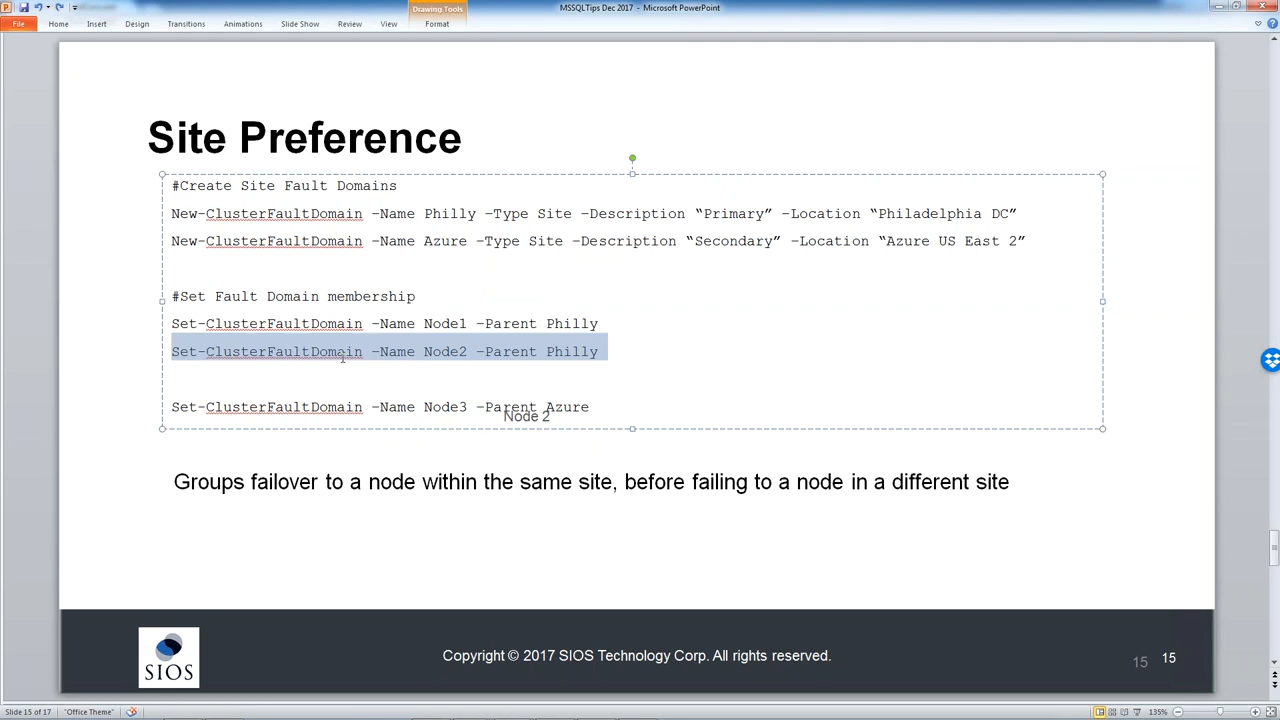 Drawing Tools
MSSQLTips Dec 2017 - Microsoft PowerPoint
File Home Insert Design Transitions Animations Slide Show Review View Format
Site Preference
#Create Site Fault Domains
New-ClusterFaultDomain –Name Philly –Type Site –Description “Primary” –Location “Philadelphia DC”
New-ClusterFaultDomain –Name Azure –Type Site –Description “Secondary” –Location “Azure US East 2”
#Set Fault Domain membership
Set-ClusterFaultDomain –Name Node1 –Parent Philly
Set-ClusterFaultDomain –Name Node2 –Parent Philly
Set-ClusterFaultDomain –Name Node3 –Parent Azure
Node 2
Groups failover to a node within the same site, before failing to a node in a different site
SIOS
Copyright © 2017 SIOS Technology Corp. All rights reserved.
15 15
Slide 15 of 17 "Office Theme" 135%